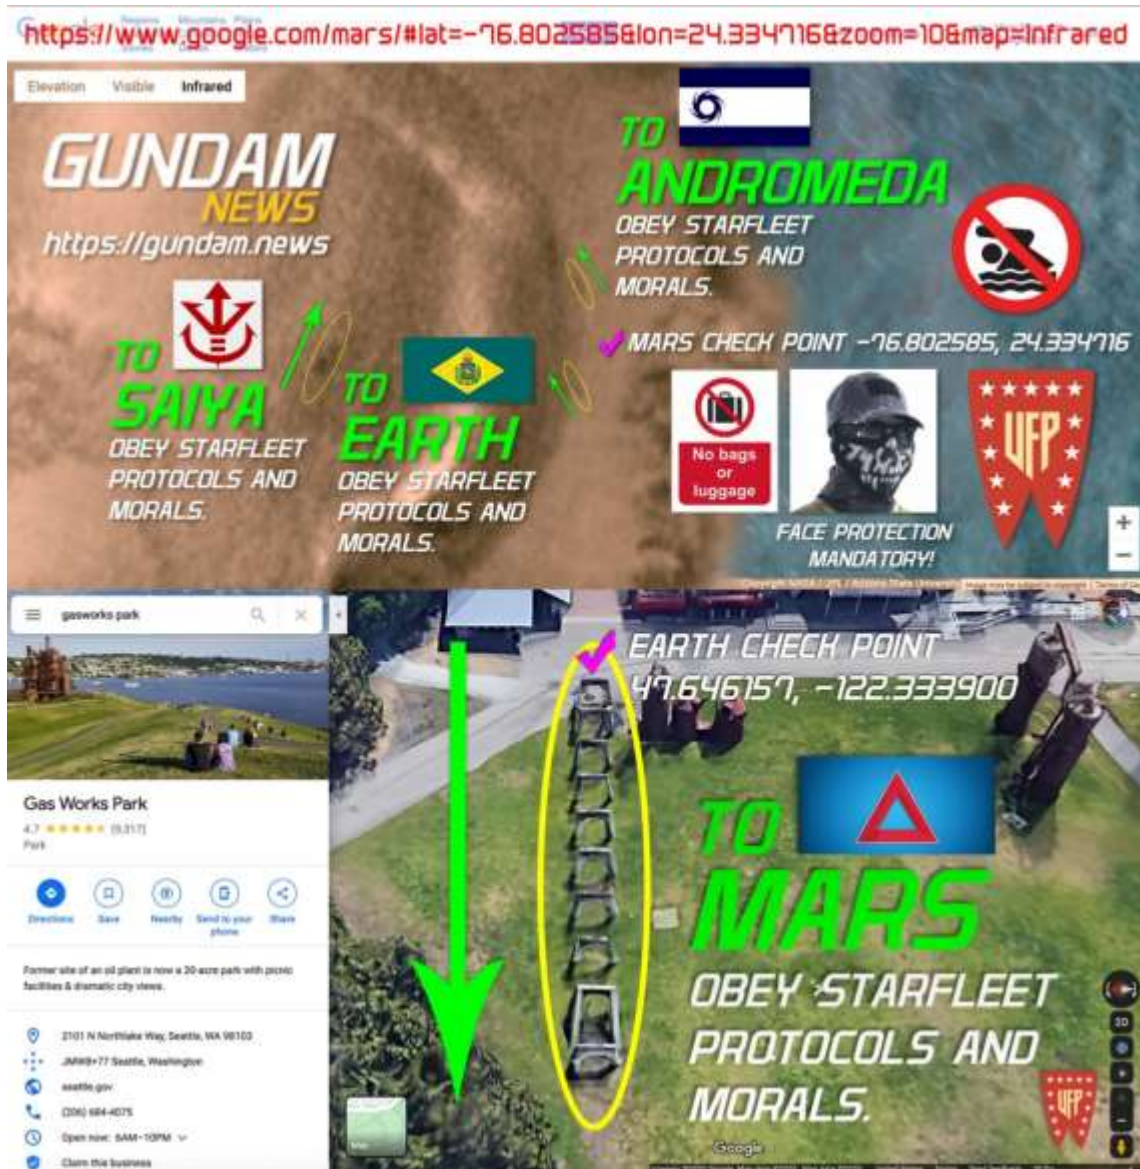 https://www.google.com/mars/#lat=-76.802585&lon=24.334716&zoom=10&map=Infrared
Elevation Visible Infrared
GUNDAM
NEWS
https://gundam.news
TO
ANDROMEDA
OBEY STARFLEET
PROTOCOLS AND
MORALS.
MARS CHECK POINT -76.802585, 24.334716
TO
SAIYA
OBEY STARFLEET
PROTOCOLS AND
MORALS.
TO
EARTH
OBEY STARFLEET
PROTOCOLS AND
MORALS.
No bags
or
luggage
UFP
FACE PROTECTION
MANDATORY!
gasworks park
EARTH CHECK POINT
47.646157, -122.333900
Gas Works Park
4.7
Park
Directions Save Nearby Send to your phone Share
Former site of an oil plant is now a 20-acre park with picnic
facilities & dramatic city views.
2101 N Northlake Way, Seattle, WA 98103
JMW8+77 Seattle, Washington
seattle.gov
(206) 684-4075
Open now: 6AM–10PM
Claim this business
TO
MARS
OBEY STARFLEET
PROTOCOLS AND
MORALS.
UFP
2D
Google